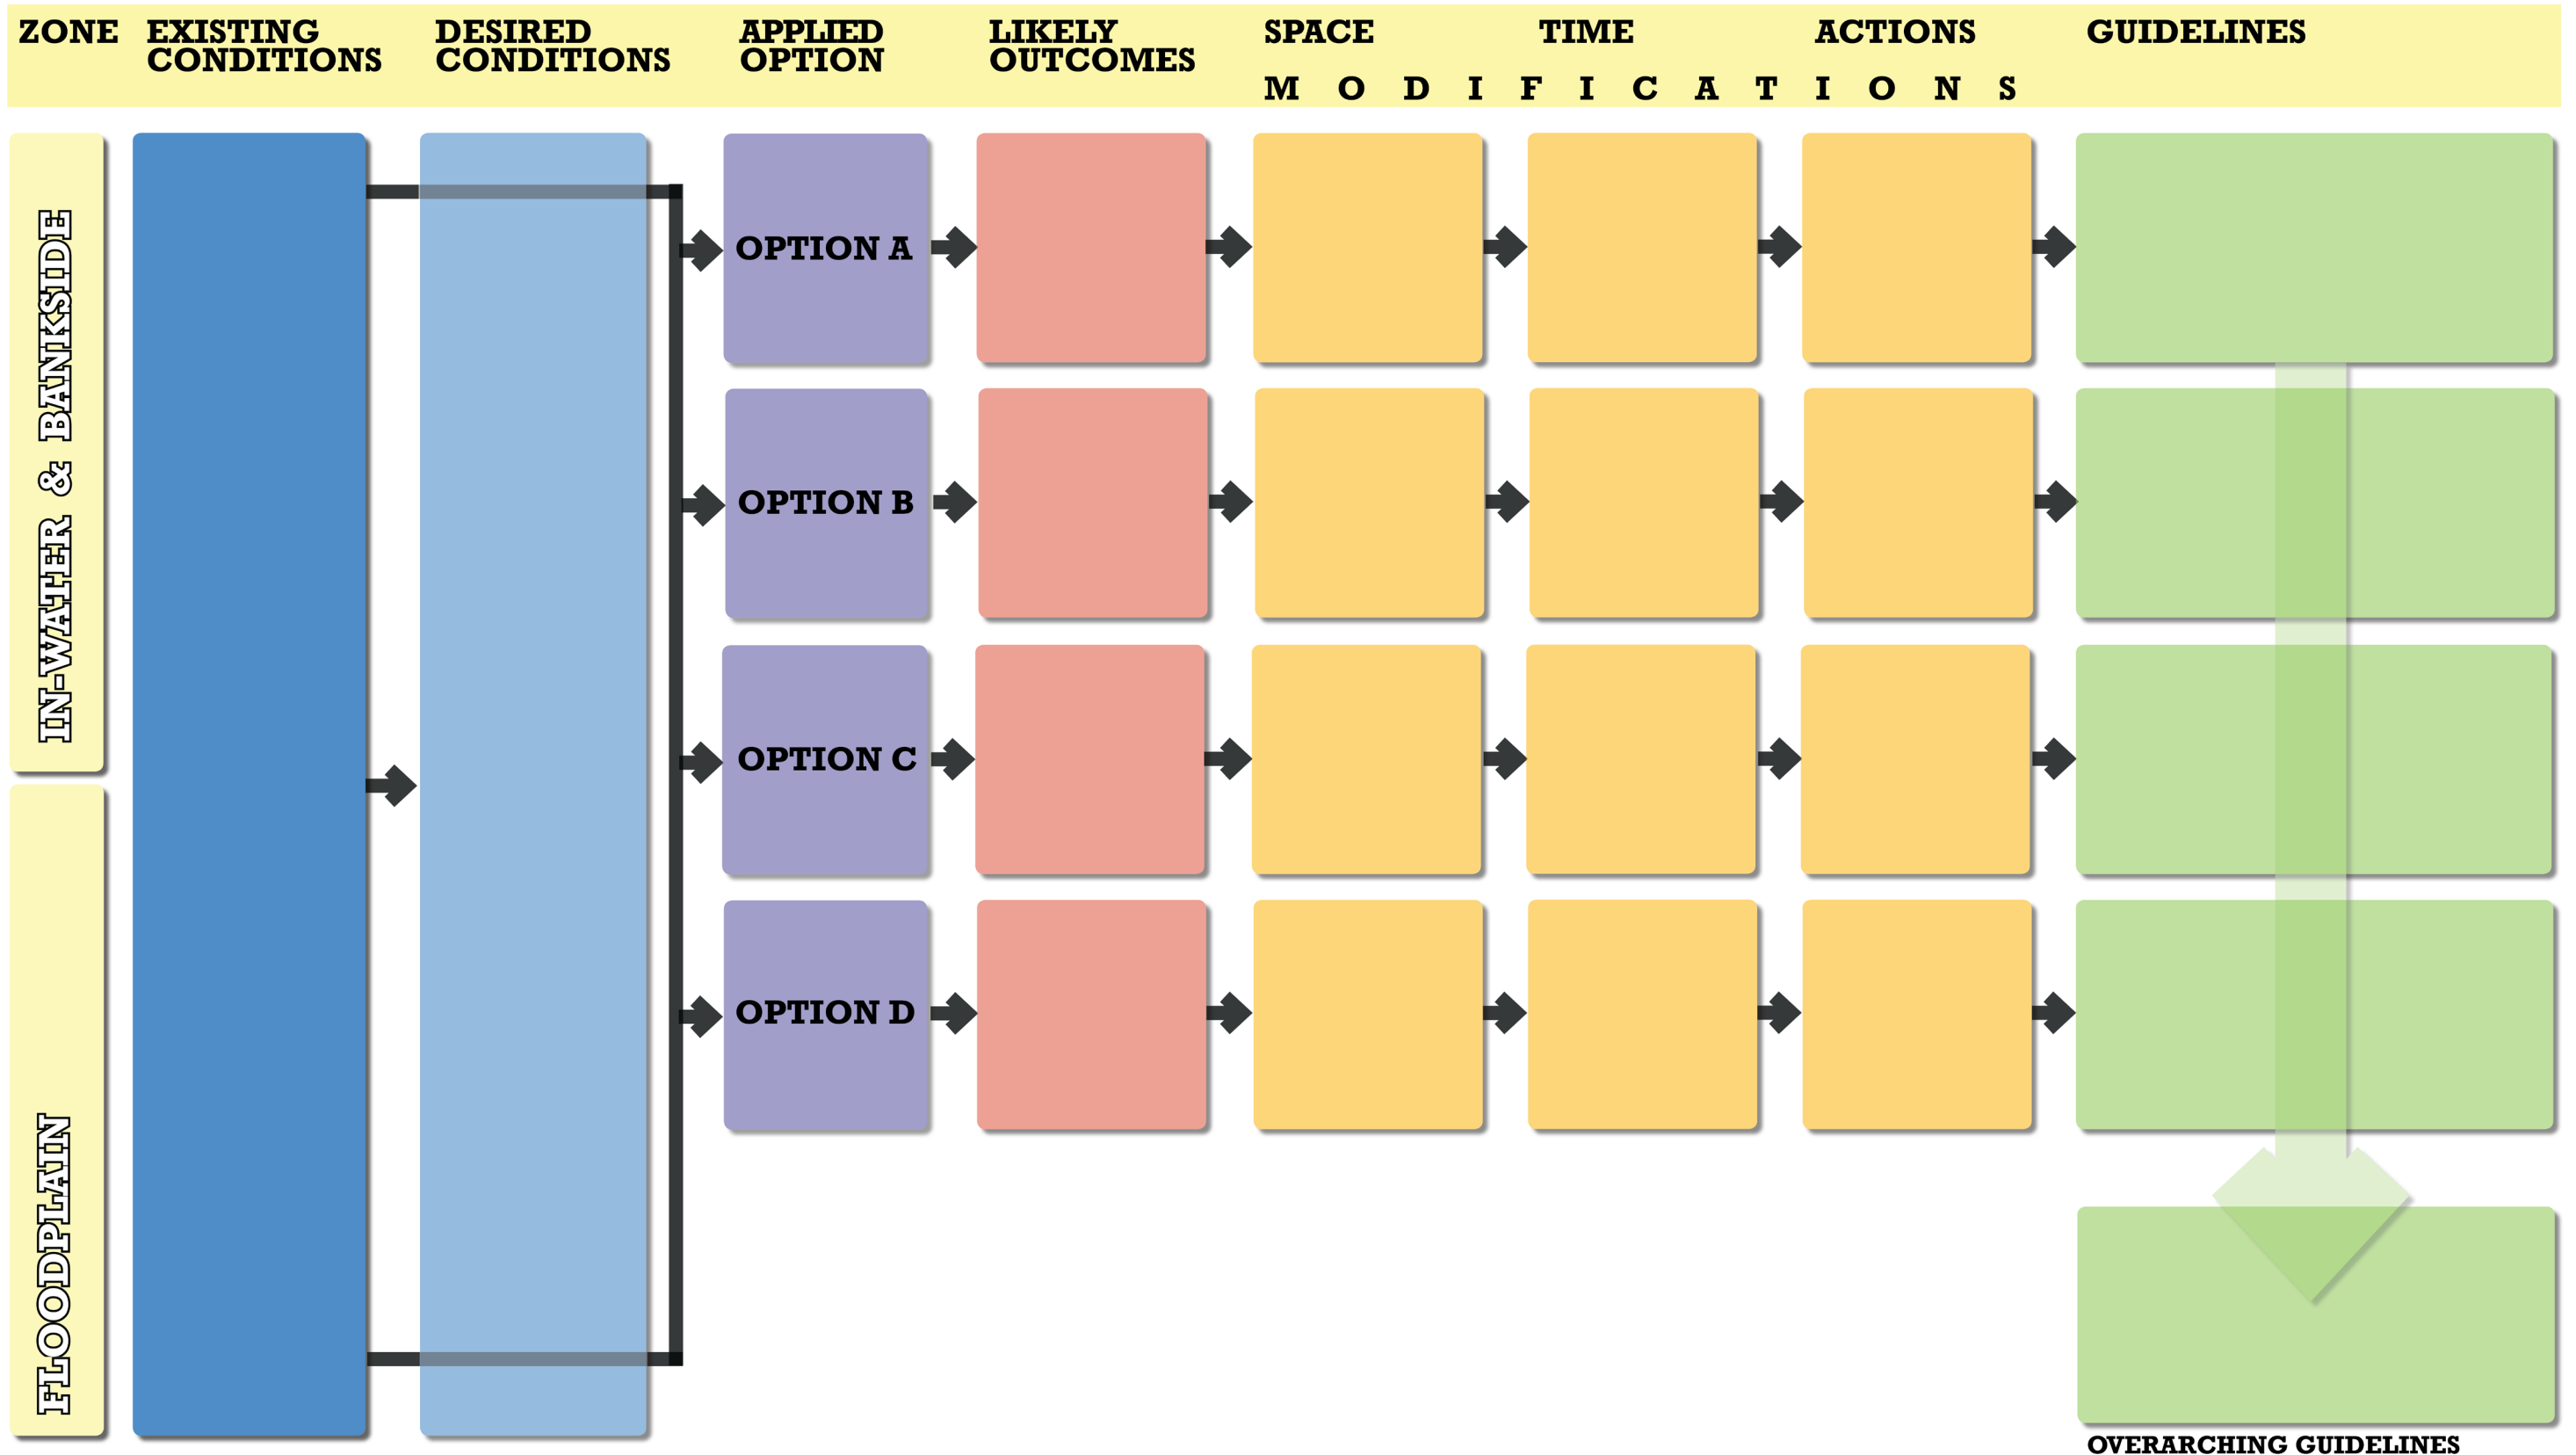 ZONE
EXISTING
CONDITIONS
DESIRED
CONDITIONS
APPLIED
OPTION
LIKELY
OUTCOMES
SPACE
TIME
ACTIONS
MODIFICATIONS
GUIDELINES
IN-WATER & BANKSIDE
FLOODPLAIN
OPTION A
OPTION B
OPTION C
OPTION D
OVERARCHING GUIDELINES